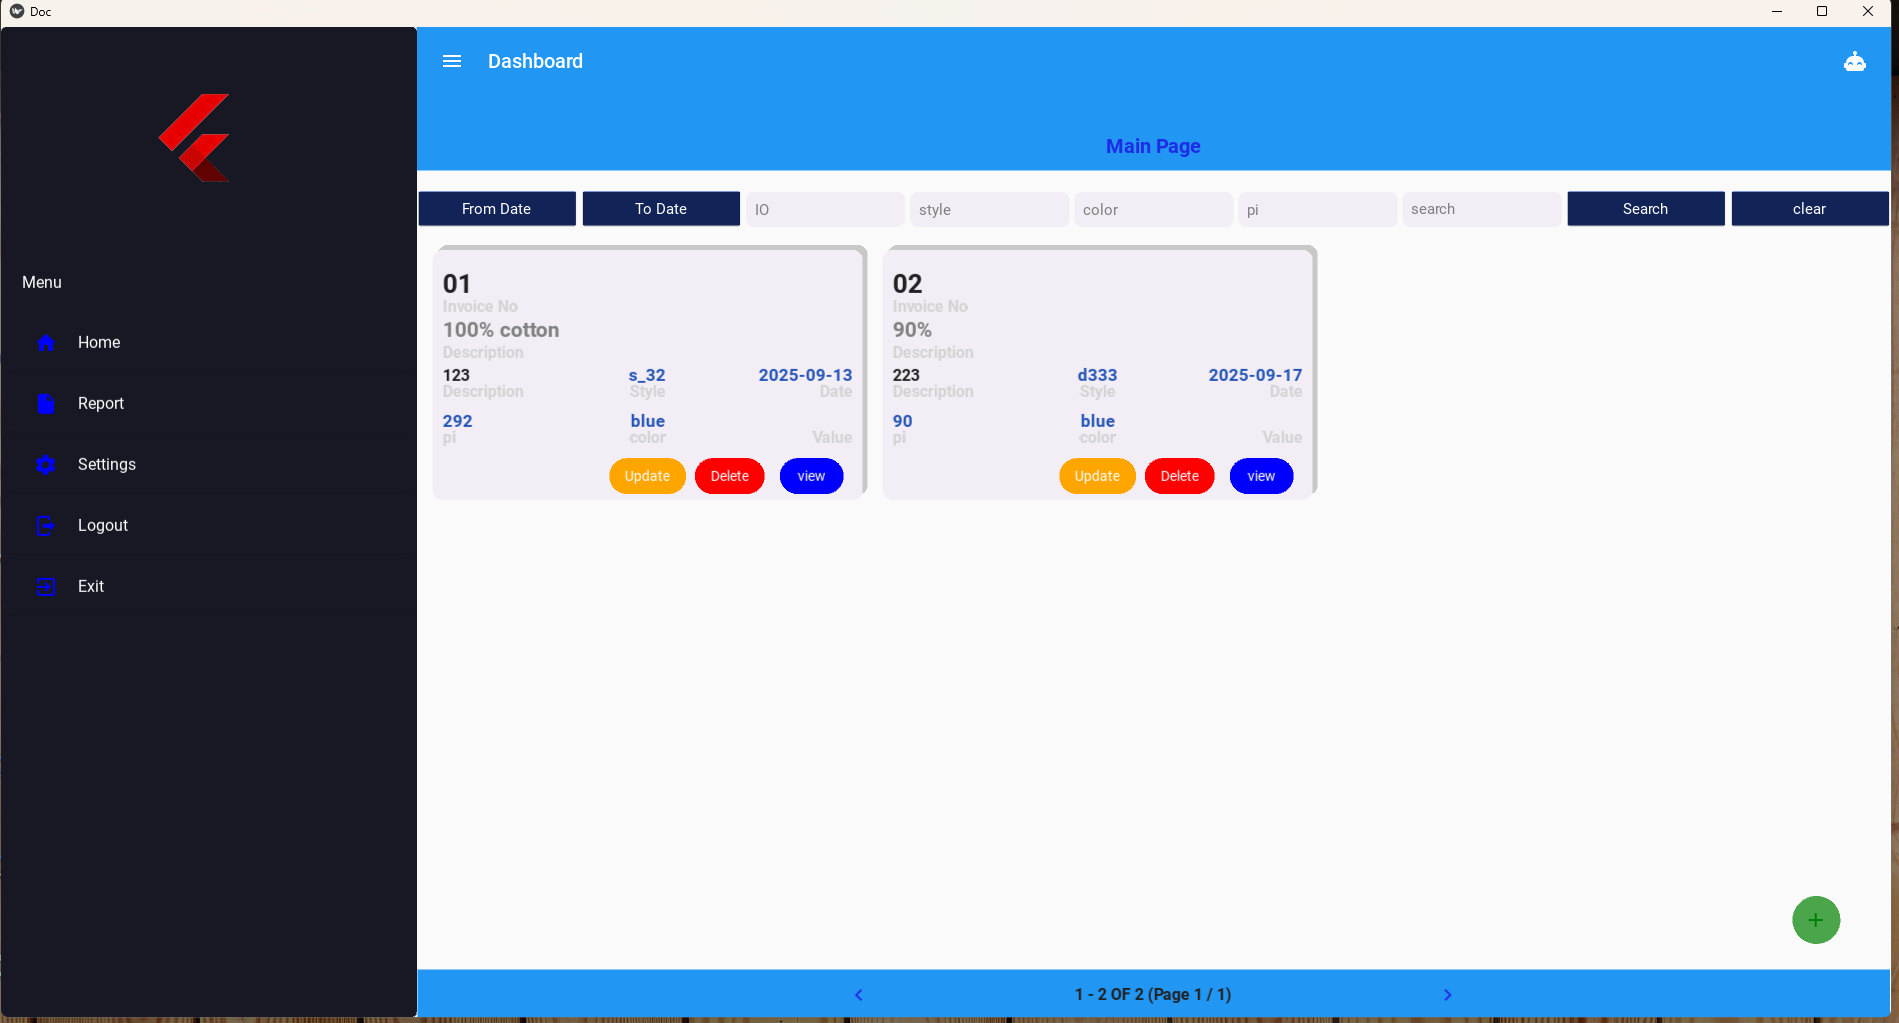 Doc
Dashboard
Main Page
Menu
Home
Report
Settings
Logout
Exit
From Date To Date IO style color pi search Search clear
01
Invoice No
100% cotton
Description
123 s_32 2025-09-13
Description Style Date
292 blue
pi color Value
Update Delete view
02
Invoice No
90%
Description
223 d333 2025-09-17
Description Style Date
90 blue
pi color Value
Update Delete view
1 - 2 OF 2 (Page 1 / 1)